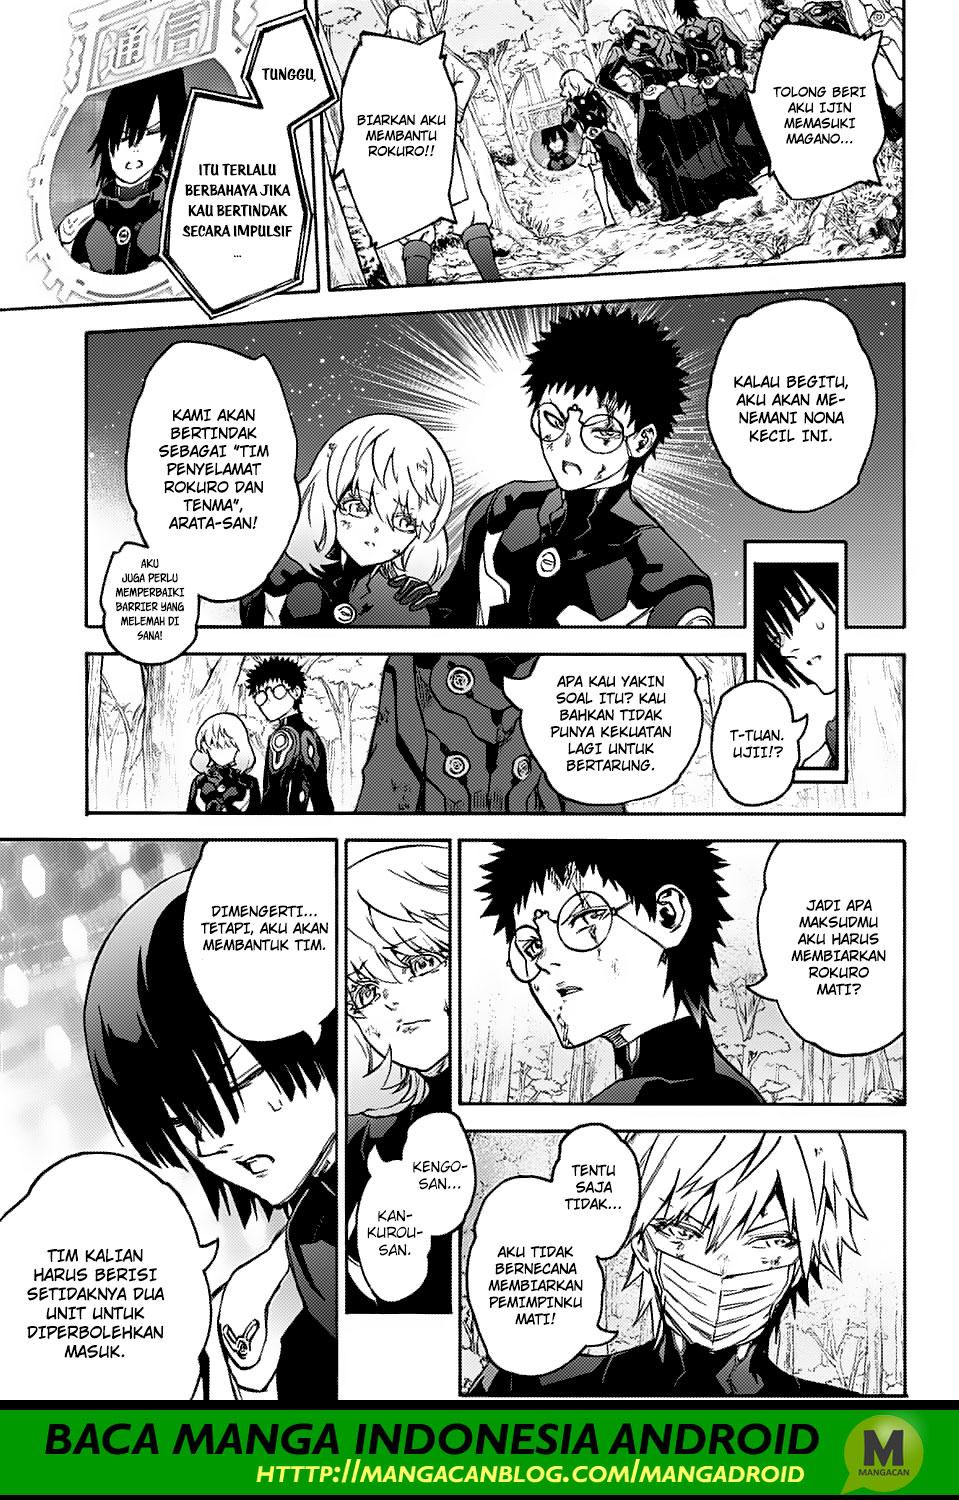 TOLONG BERI
AKU IJIN
MEMASUKI
MAGANO...
BIARKAN AKU
MEMBANTU
ROKURO!!
通信
TUNGGU,
ITU TERLALU
BERBAHAYA JIKA
KAU BERTINDAK
SECARA IMPULSIF
...
KALAU BEGITU,
AKU AKAN ME-
NEMANI NONA
KECIL INI.
KAMI AKAN
BERTINDAK
SEBAGAI "TIM
PENYELAMAT
ROKURO DAN
TENMA",
ARATA-SAN!
AKU
JUGA PERLU
MEMPERBAIKI
BARRIER YANG
MELEMAH DI
SANA!
T-TUAN.
UJII!?
APA KAU YAKIN
SOAL ITU? KAU
BAHKAN TIDAK
PUNYA KEKUATAN
LAGI UNTUK
BERTARUNG.
JADI APA
MAKSUDMU
AKU HARUS
MEMBIARKAN
ROKURO
MATI?
TENTU
SAJA
TIDAK...
AKU TIDAK
BERNECANA
MEMBIARKAN
PEMIMPINKU
MATI!
KENGO-
SAN...
KAN-
KUROU-
SAN.
DIMENGERTI...
TETAPI, AKU AKAN
MEMBANTUK TIM.
TIM KALIAN
HARUS BERISI
SETIDAKNYA DUA
UNIT UNTUK
DIPERBOLEHKAN
MASUK.
BACA MANGA INDONESIA ANDROID
HTTTP://MANGACANBLOG.COM/MANGADROID
M
MANGACAN